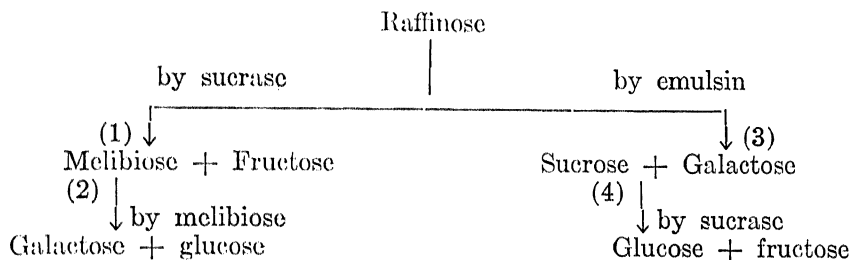 Raffinose
by sucrase by emulsin
(1) (3)
Melibiose + Fructose Sucrose + Galactose
(2) (4)
by melibiose by sucrase
Galactose + glucose Glucose + fructose